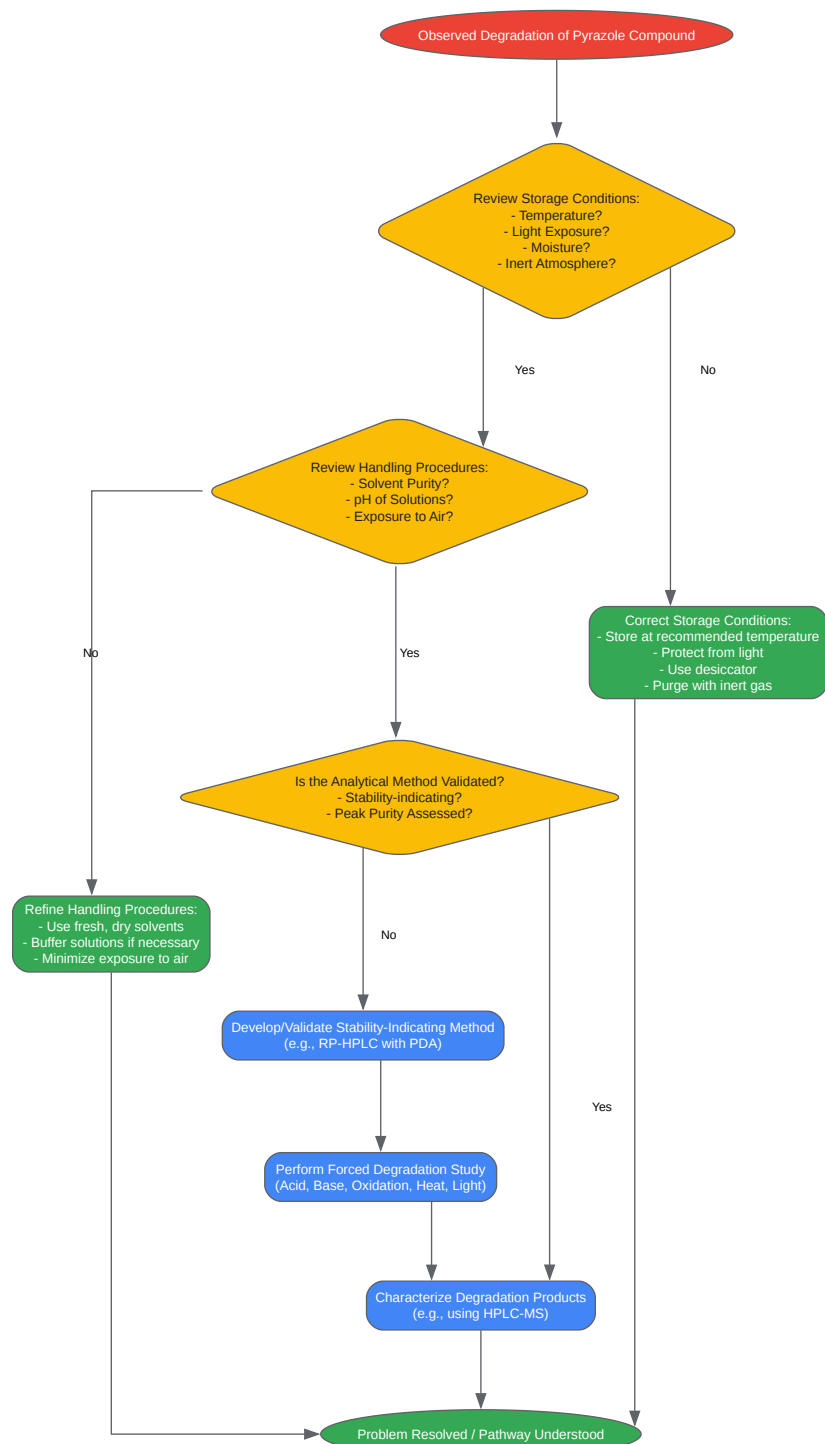 Observed Degradation of Pyrazole Compound
Review Storage Conditions:
- Temperature?
- Light Exposure?
- Moisture?
- Inert Atmosphere?
Yes
No
Review Handling Procedures:
- Solvent Purity?
- pH of Solutions?
- Exposure to Air?
No
Yes
Correct Storage Conditions:
- Store at recommended temperature
- Protect from light
- Use desiccator
- Purge with inert gas
Is the Analytical Method Validated?
- Stability-indicating?
- Peak Purity Assessed?
Refine Handling Procedures:
- Use fresh, dry solvents
- Buffer solutions if necessary
- Minimize exposure to air
No
Develop/Validate Stability-Indicating Method
(e.g., RP-HPLC with PDA)
Yes
Perform Forced Degradation Study
(Acid, Base, Oxidation, Heat, Light)
Characterize Degradation Products
(e.g., using HPLC-MS)
Problem Resolved / Pathway Understood